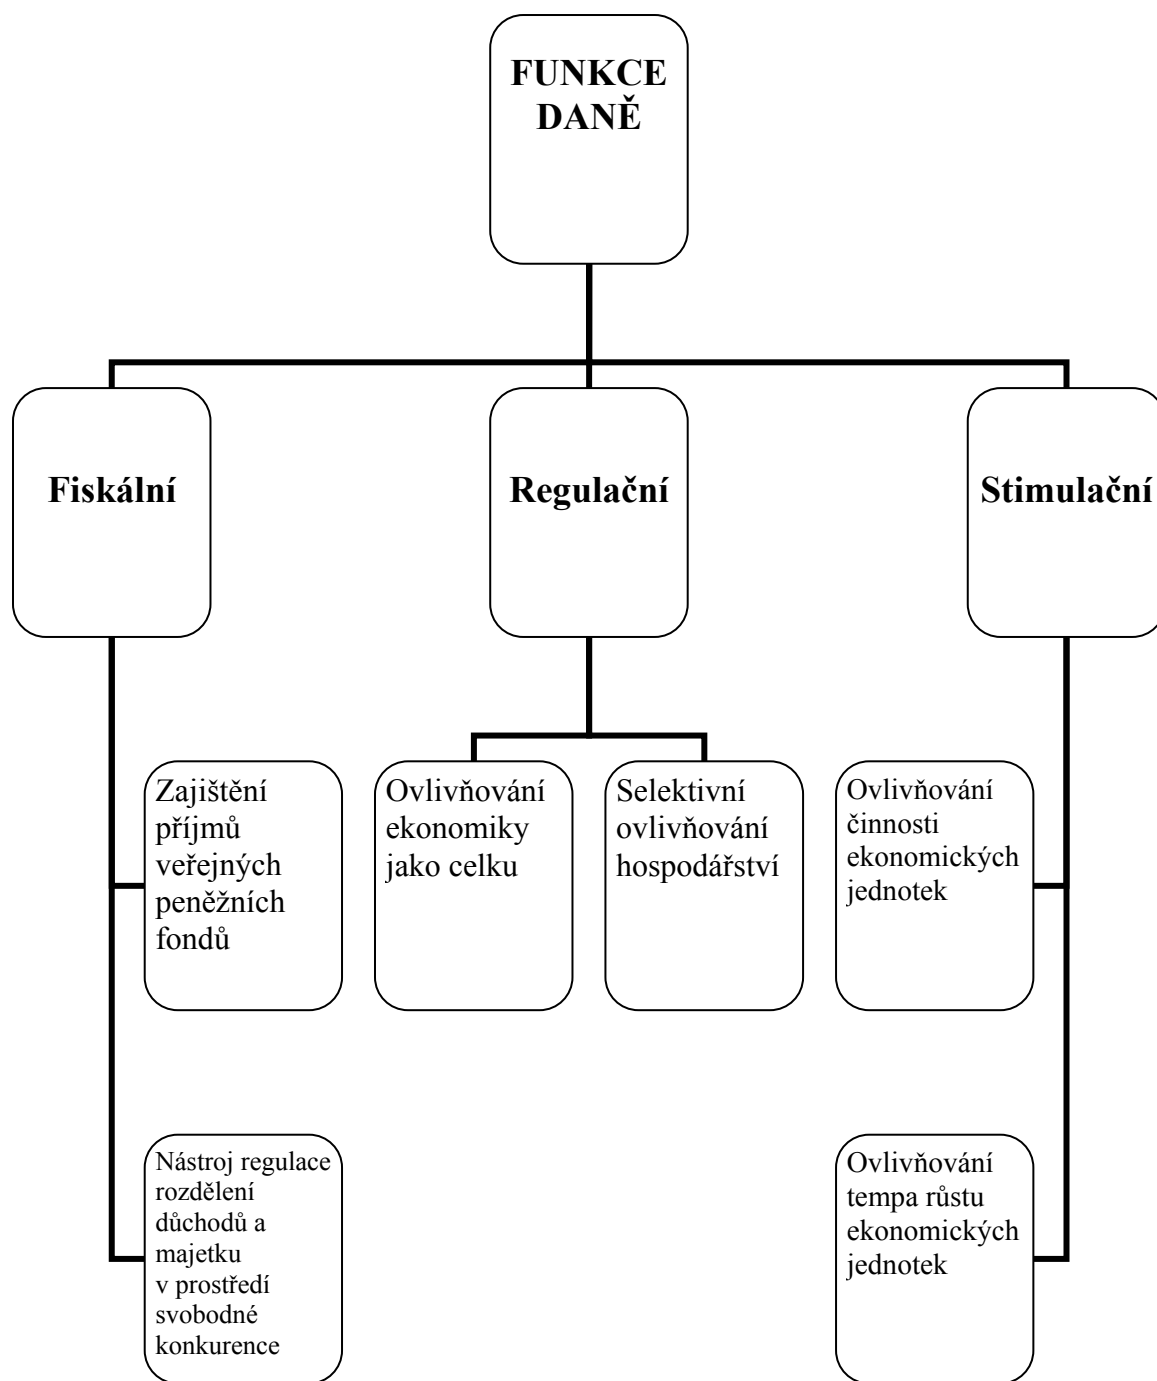 FUNKCE
DANĚ
Fiskální
Regulační
Stimulační
Zajištění
příjmů
veřejných
peněžních
fondů
Ovlivňování
ekonomiky
jako celku
Selektivní
ovlivňování
hospodářství
Ovlivňování
činnosti
ekonomických
jednotek
Nástroj regulace
rozdělení
důchodů a
majetku
v prostředí
svobodné
konkurence
Ovlivňování
tempa růstu
ekonomických
jednotek